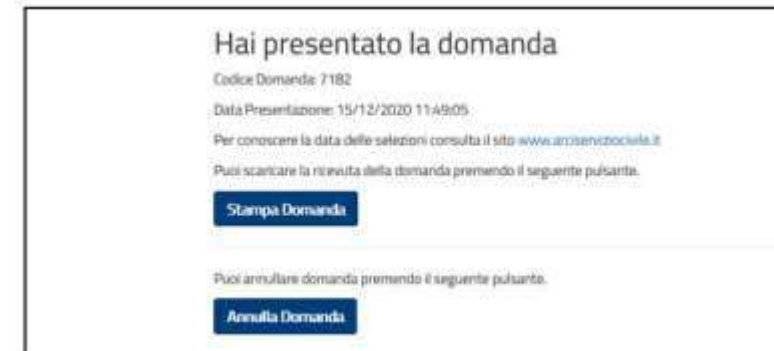 Hai presentato la domanda
Codice Domanda: 7182
Data Presentazione: 15/12/2020 11:49:05
Per conoscere la data delle selezioni consulta il sito www.arciserviziocivile.it
Puoi scaricare la ricevuta della domanda premendo il seguente pulsante.
Stampa Domanda
Puoi annullare domanda premendo il seguente pulsante.
Annulla Domanda